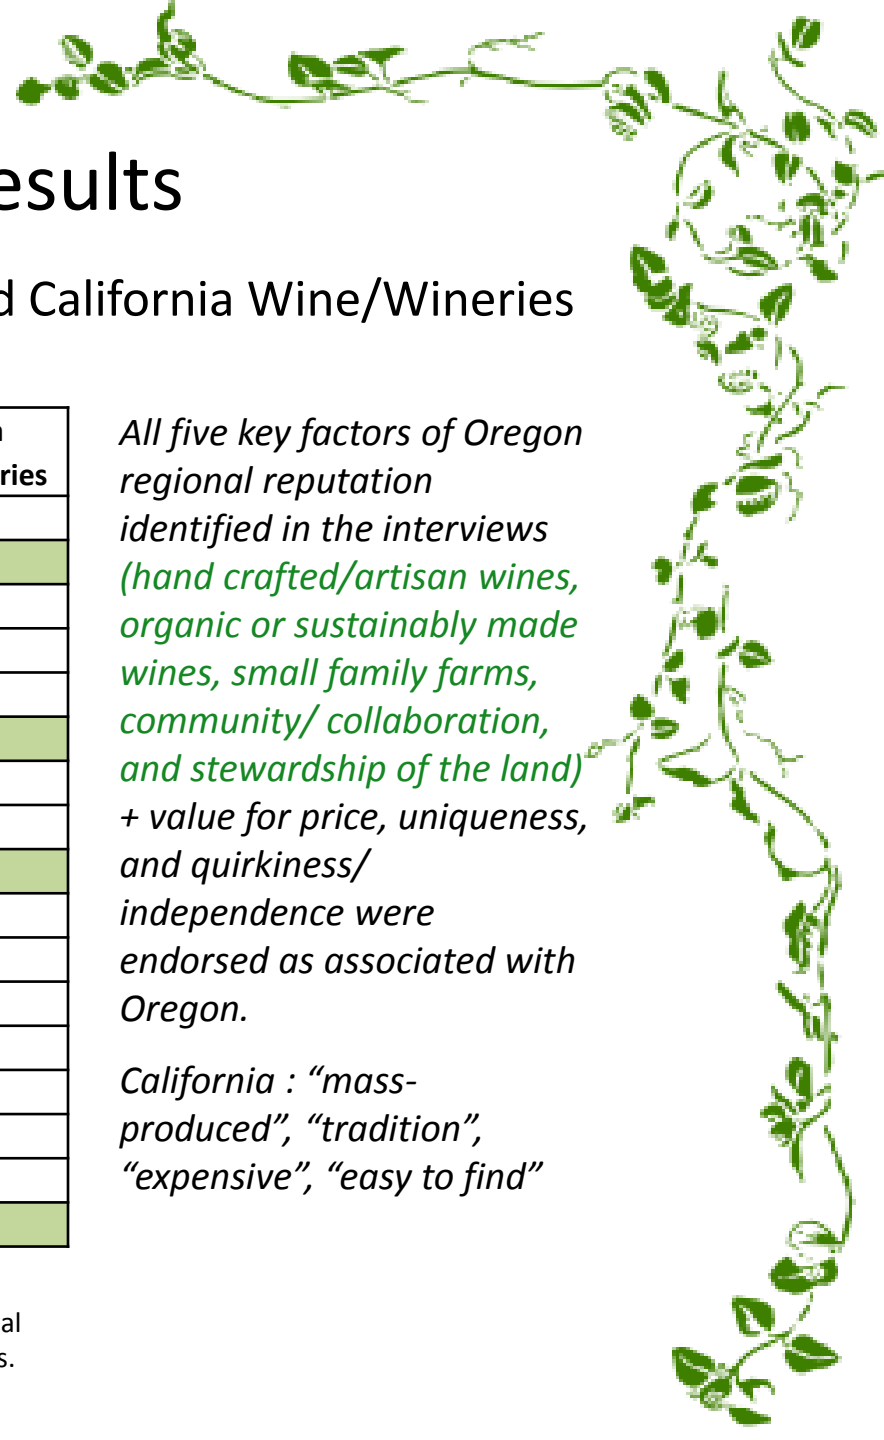 esults
d California Wine/Wineries
n
ries
All five key factors of Oregon
regional reputation
identified in the interviews
(hand crafted/artisan wines,
organic or sustainably made
wines, small family farms,
community/ collaboration,
and stewardship of the land)
+ value for price, uniqueness,
and quirkiness/
independence were
endorsed as associated with
Oregon.
California : “mass-
produced”, “tradition”,
“expensive”, “easy to find”
al
s.